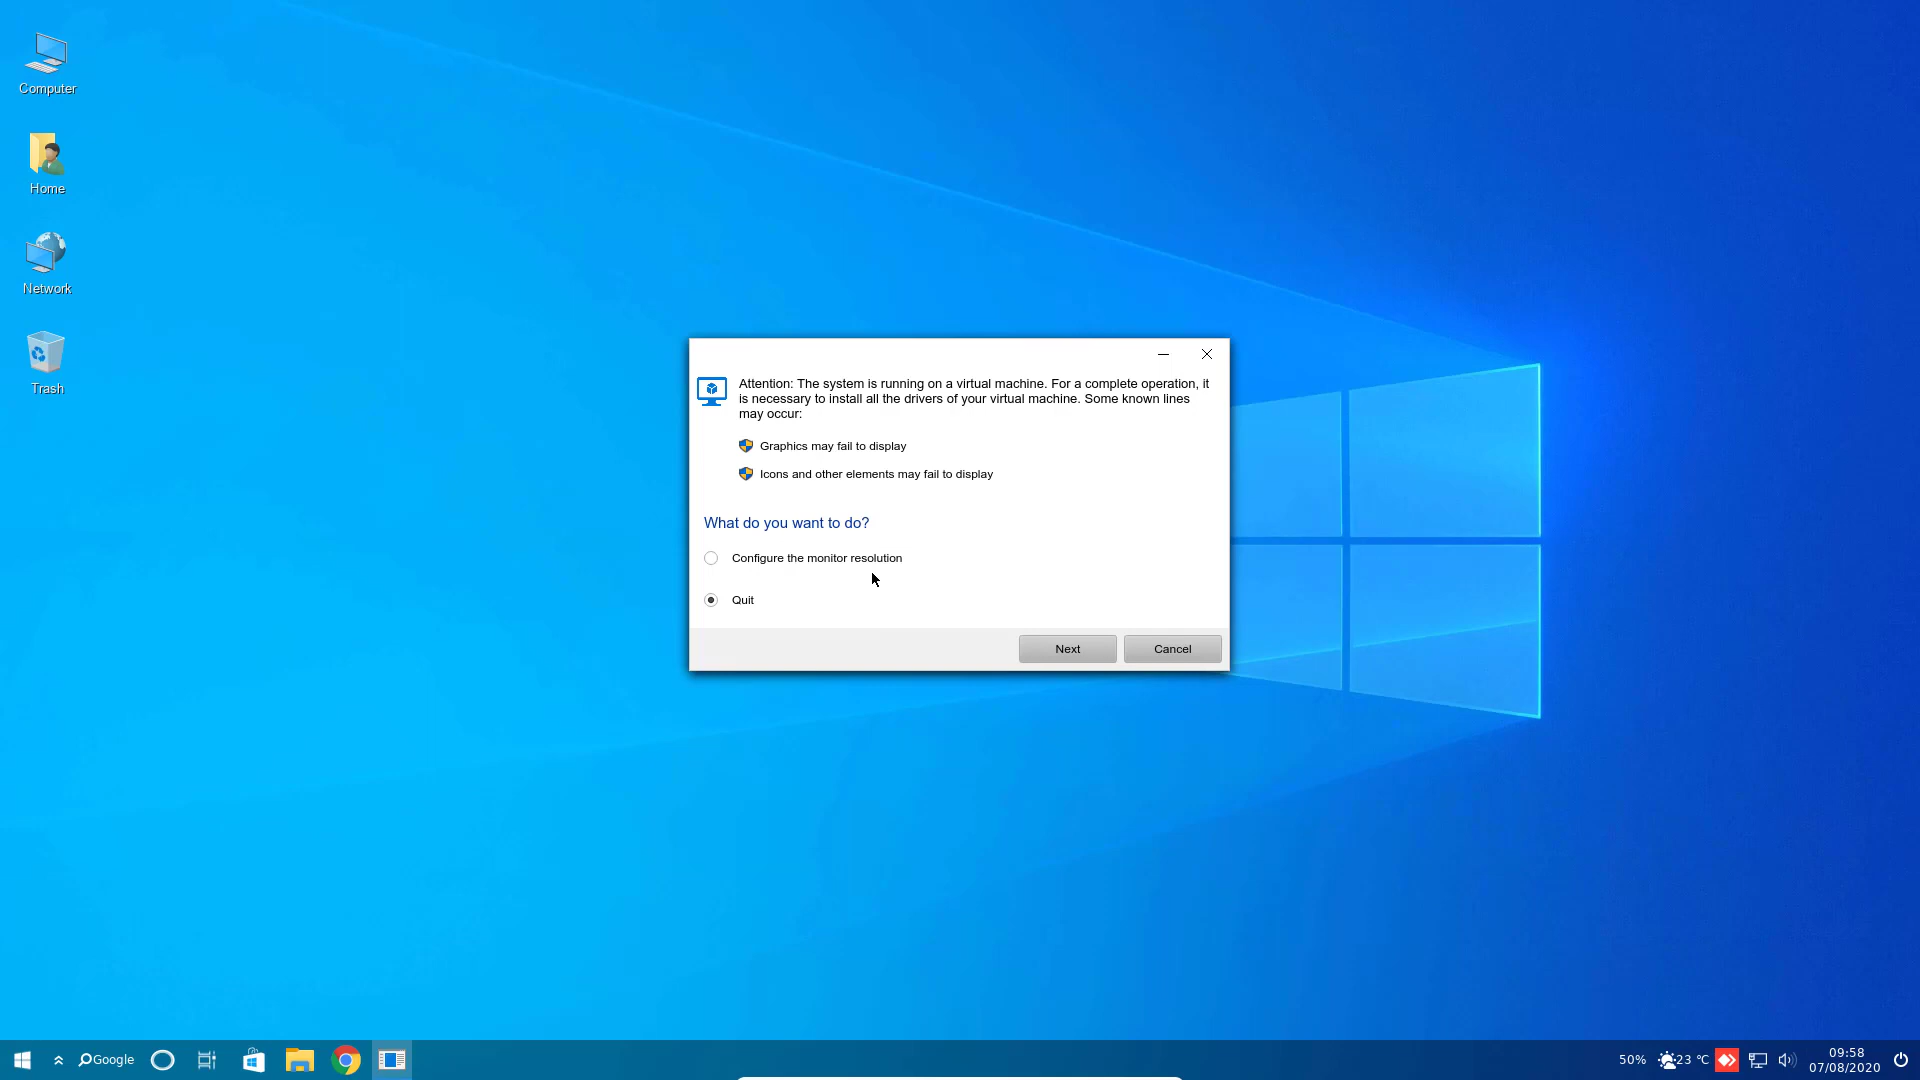 Computer
Home
Network
Trash
Attention: The system is running on a virtual machine. For a complete operation, it
is necessary to install all the drivers of your virtual machine. Some known lines
may occur:
Graphics may fail to display
Icons and other elements may fail to display
What do you want to do?
Configure the monitor resolution
Quit
Next
Cancel
Google
50%
23 °C
09:58
07/08/2020